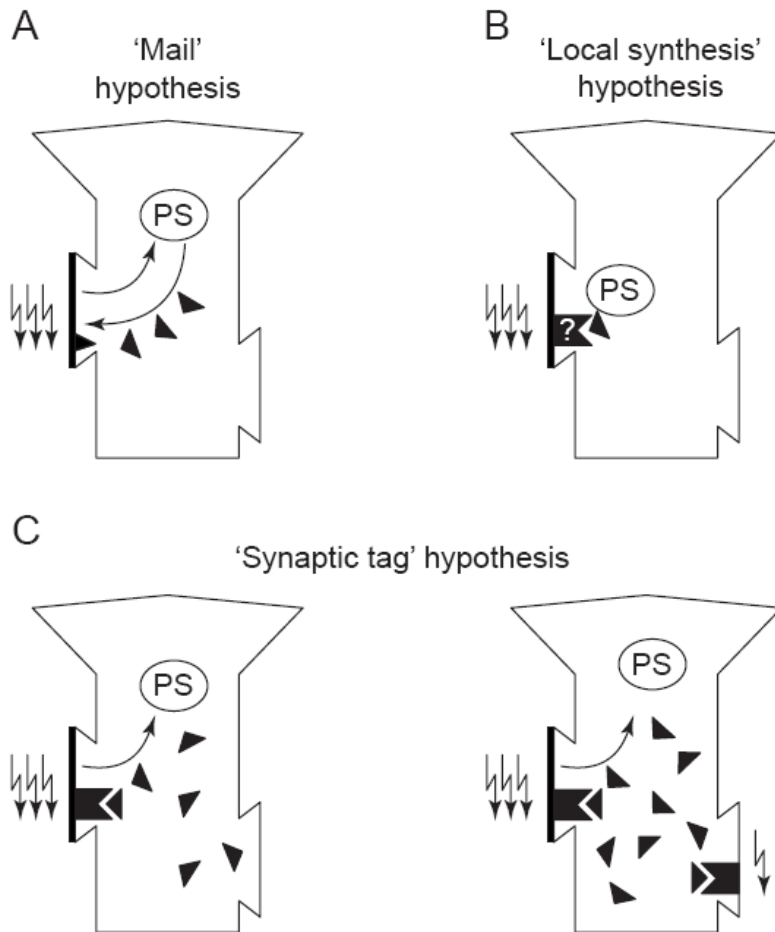 A
‘Mail’
hypothesis
PS
B
‘Local synthesis’
hypothesis
PS
?
C
‘Synaptic tag’ hypothesis
PS
PS